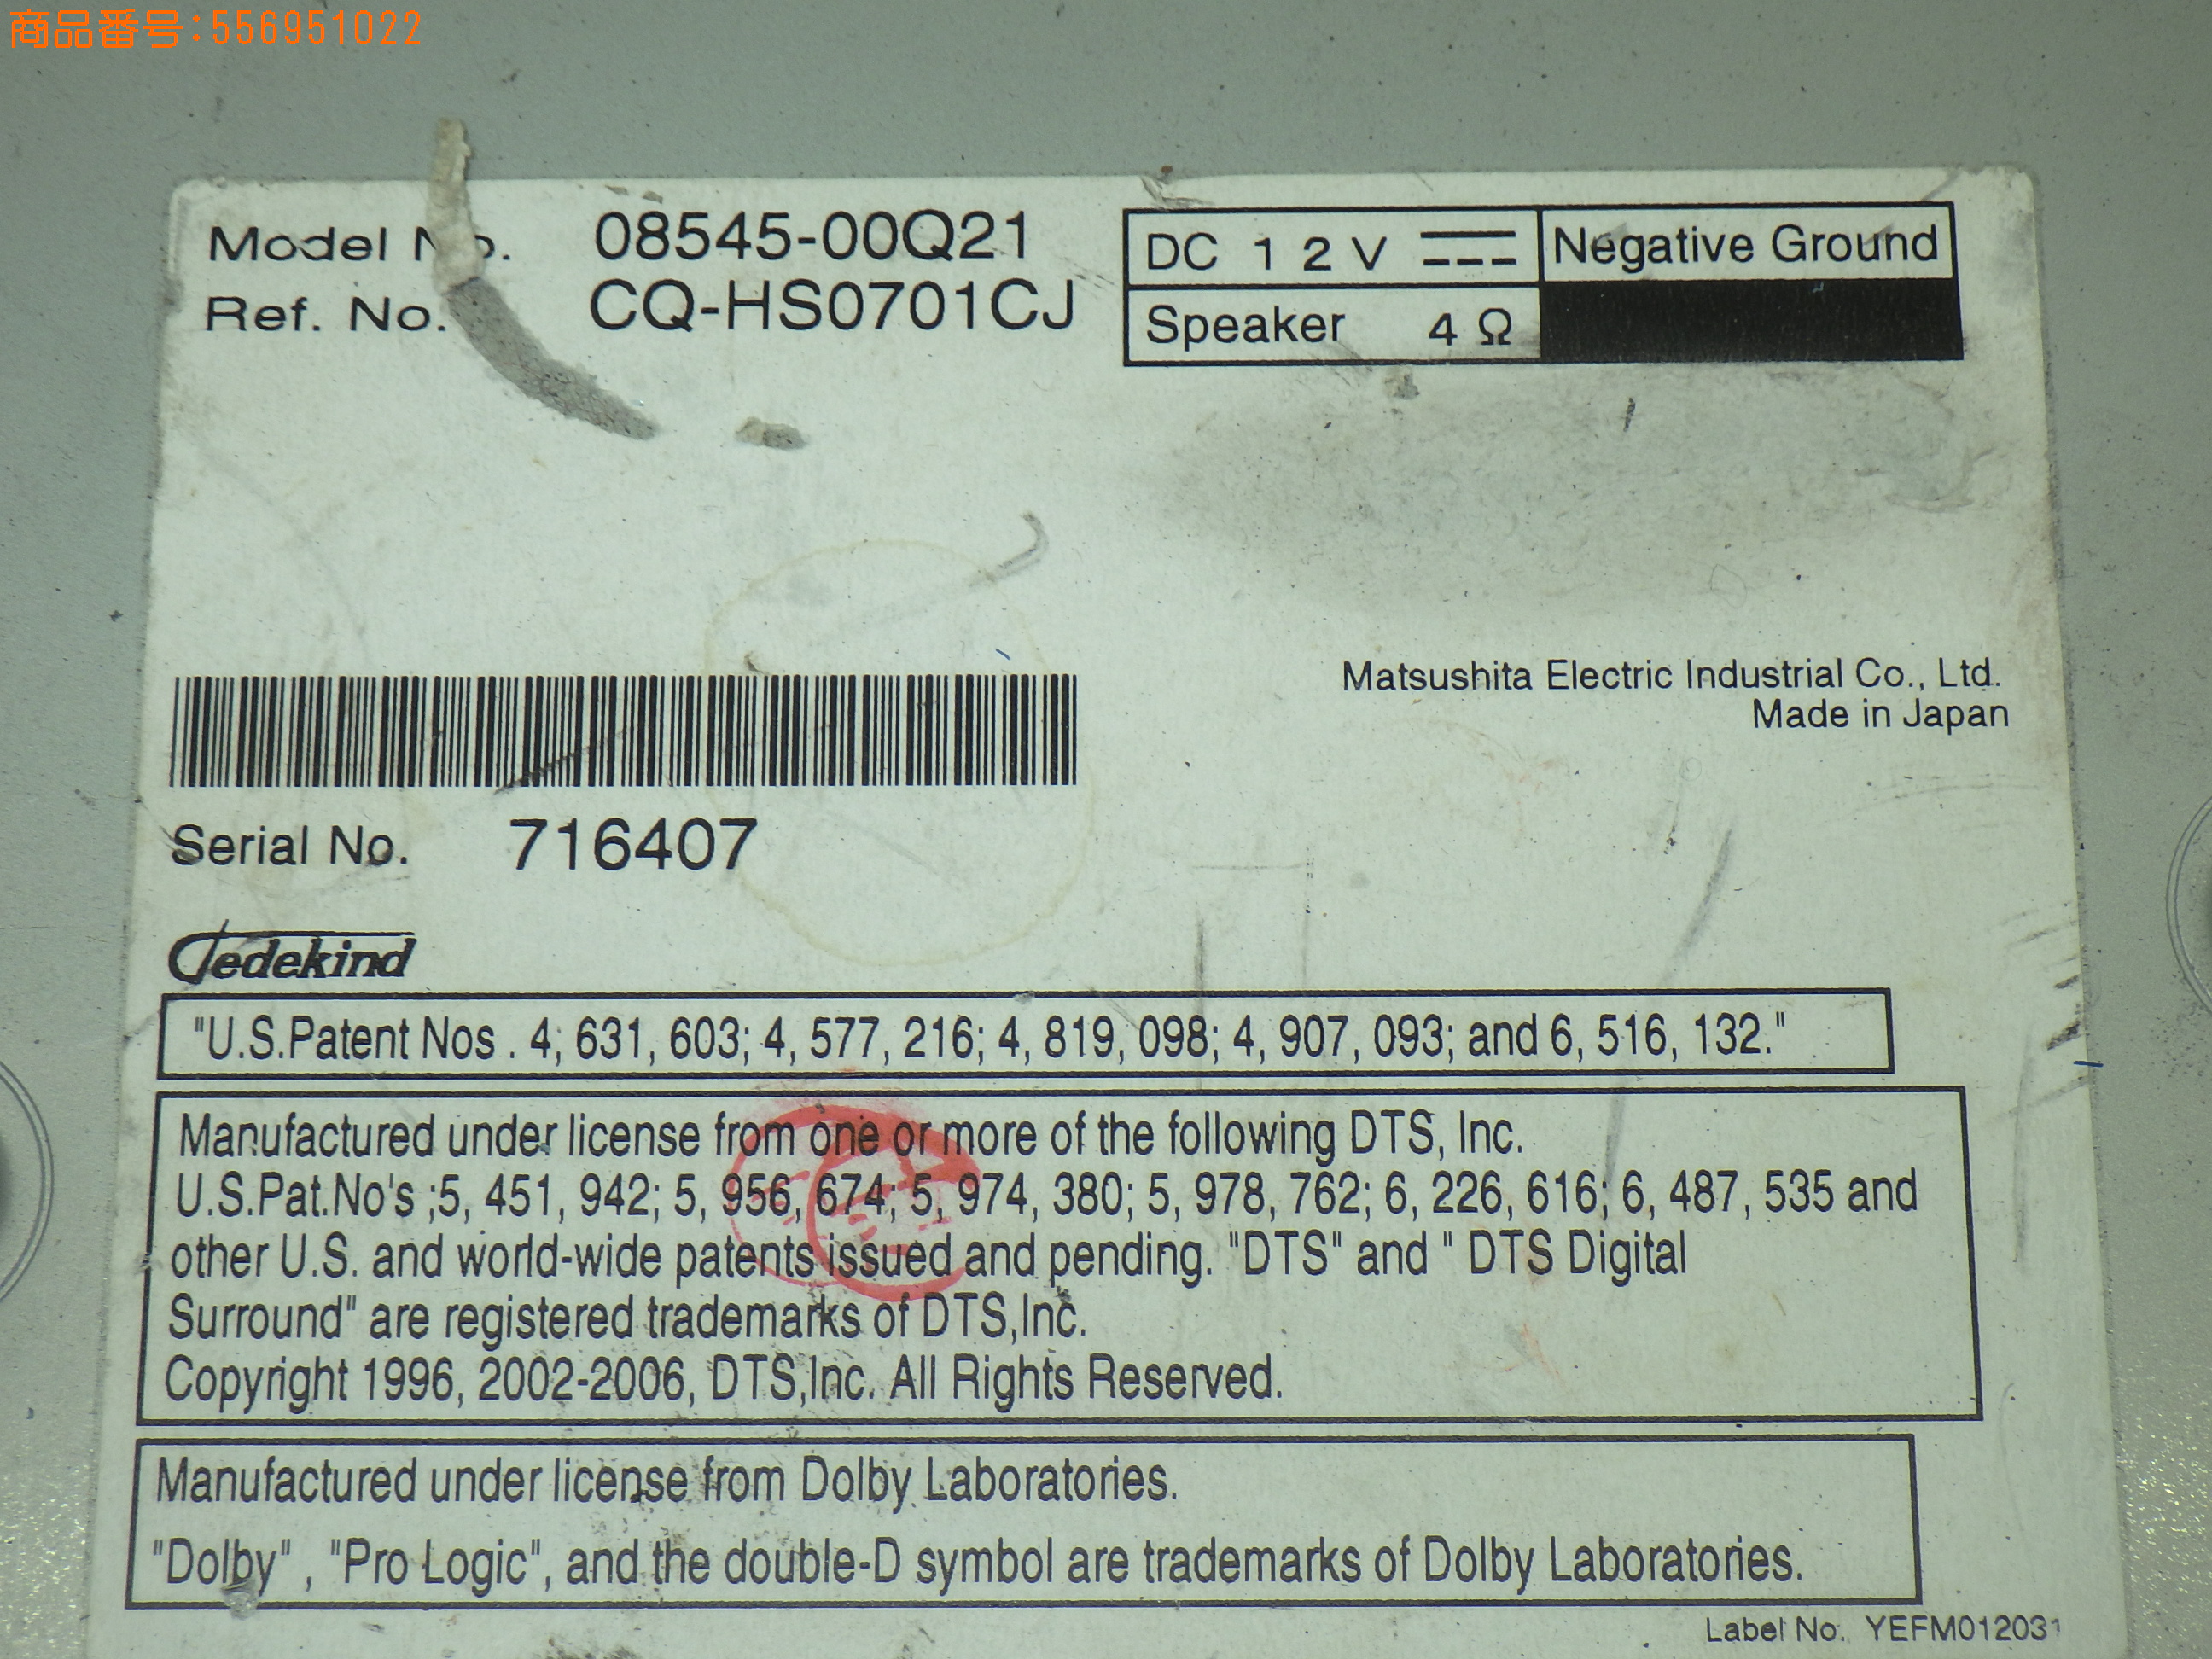 商品番号:556951022
Model No. 08545-00Q21
Ref. No. CQ-HS0701CJ
DC 12V Negative Ground
Speaker 4Ω
Matsushita Electric Industrial Co., Ltd.
Made in Japan
Serial No. 716407
Gedekind
"U.S.Patent Nos . 4; 631, 603; 4, 577, 216; 4, 819, 098; 4, 907, 093; and 6, 516, 132."
Manufactured under license from one or more of the following DTS, Inc.
U.S.Pat.No's ;5, 451, 942; 5, 956, 674; 5, 974, 380; 5, 978, 762; 6, 226, 616; 6, 487, 535 and
other U.S. and world-wide patents issued and pending. "DTS" and " DTS Digital
Surround" are registered trademarks of DTS,Inc.
Copyright 1996, 2002-2006, DTS,Inc. All Rights Reserved.
Manufactured under license from Dolby Laboratories.
"Dolby" , "Pro Logic", and the double-D symbol are trademarks of Dolby Laboratories.
Label No. YEFM012031